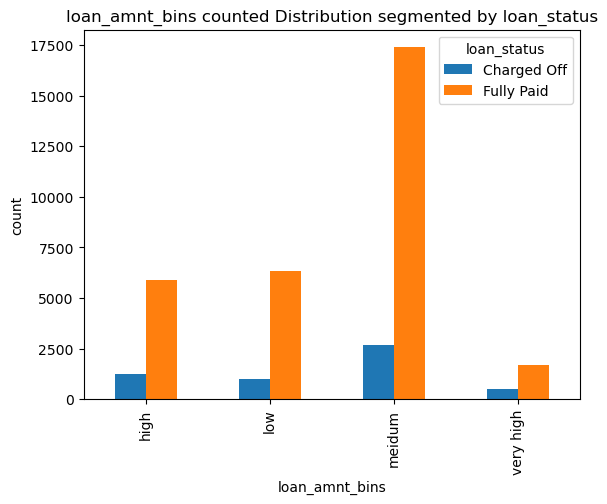 loan_amnt_bins counted Distribution segmented by loan_status
loan_status
Charged Off
Fully Paid
17500
15000
12500
10000
7500
5000
2500
0
count
high
low
meidum
very high
loan_amnt_bins